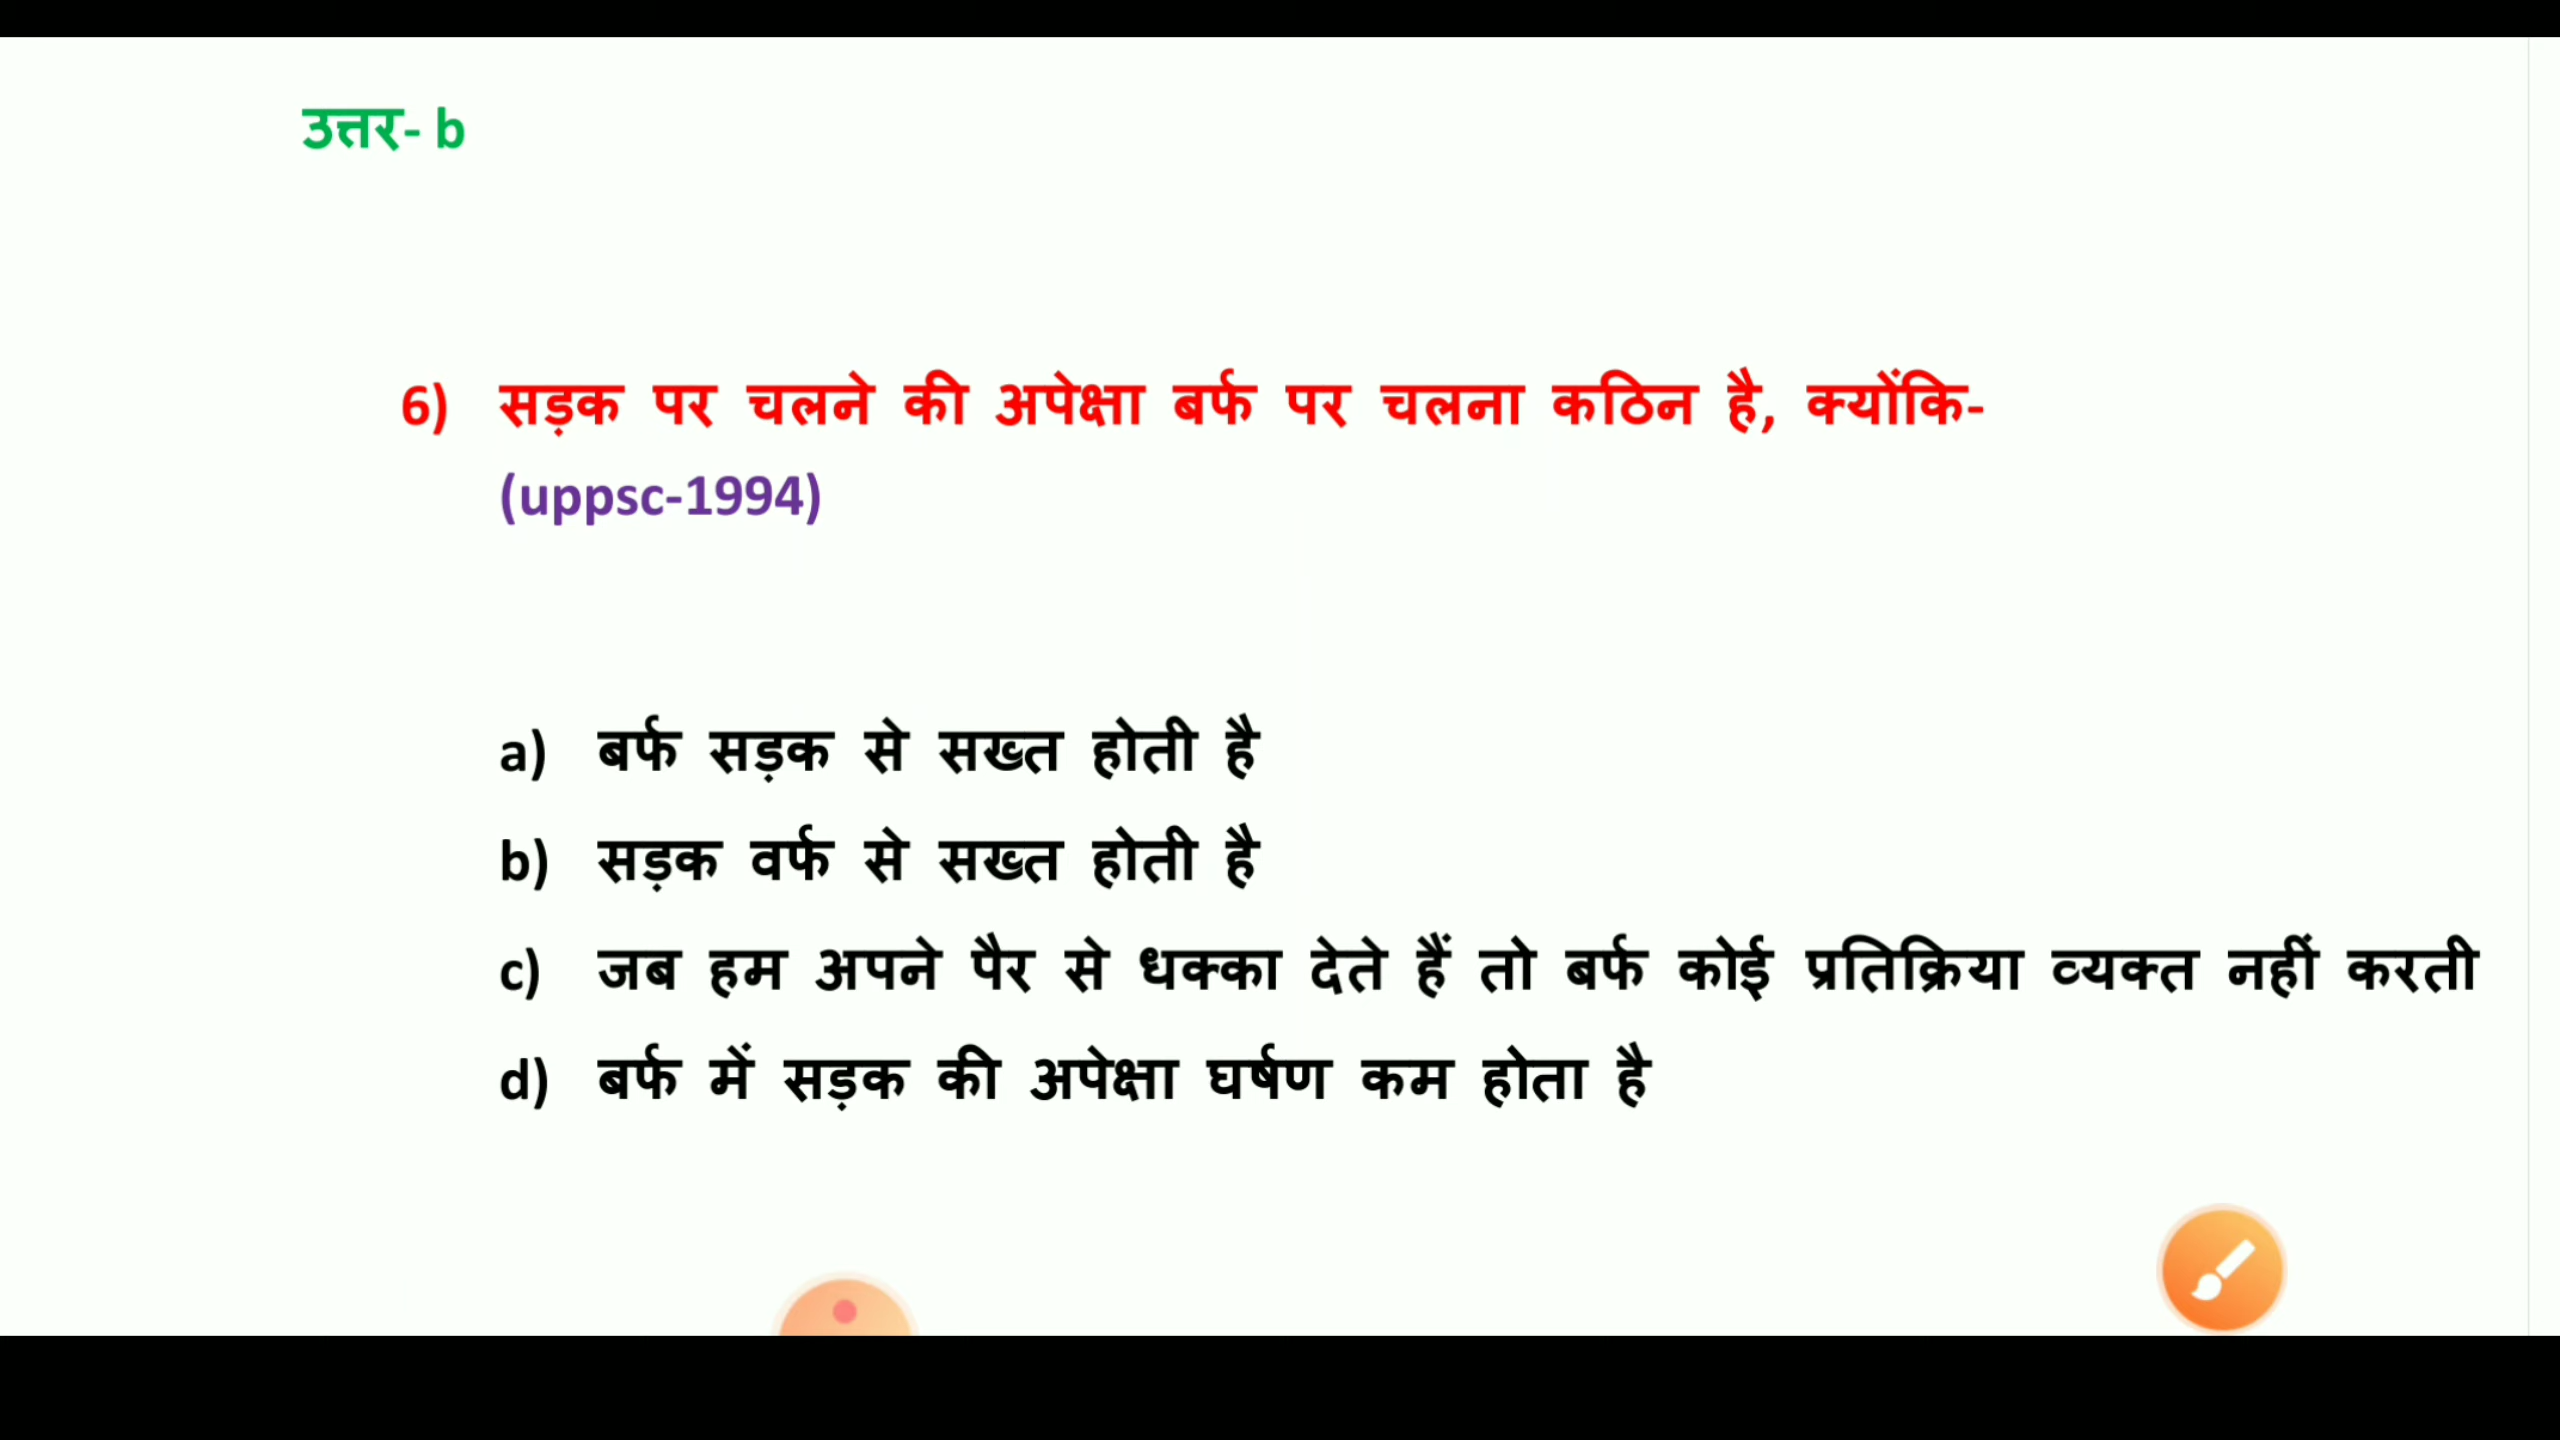 उत्तर- b
6) सड़क पर चलने की अपेक्षा बर्फ पर चलना कठिन है, क्योंकि-
(uppsc-1994)
a) बर्फ सड़क से सख्त होती है
b) सड़क वर्फ से सख्त होती है
c) जब हम अपने पैर से धक्का देते हैं तो बर्फ कोई प्रतिक्रिया व्यक्त नहीं करती
d) बर्फ में सड़क की अपेक्षा घर्षण कम होता है